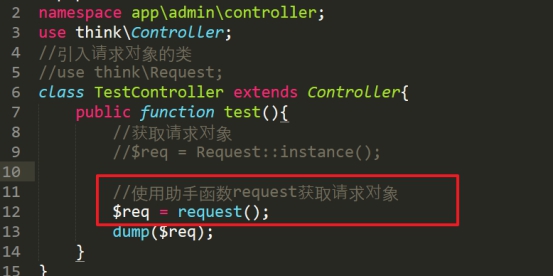 2 namespace app\admin\controller;
3 use think\Controller;
4 //引入请求对象的类
5 //use think\Request;
6 class TestController extends Controller{
7 public function test(){
8 //获取请求对象
9 //$req = Request::instance();
10
11 //使用助手函数request获取请求对象
12 $req = request();
13 dump($req);
14 }
15 }